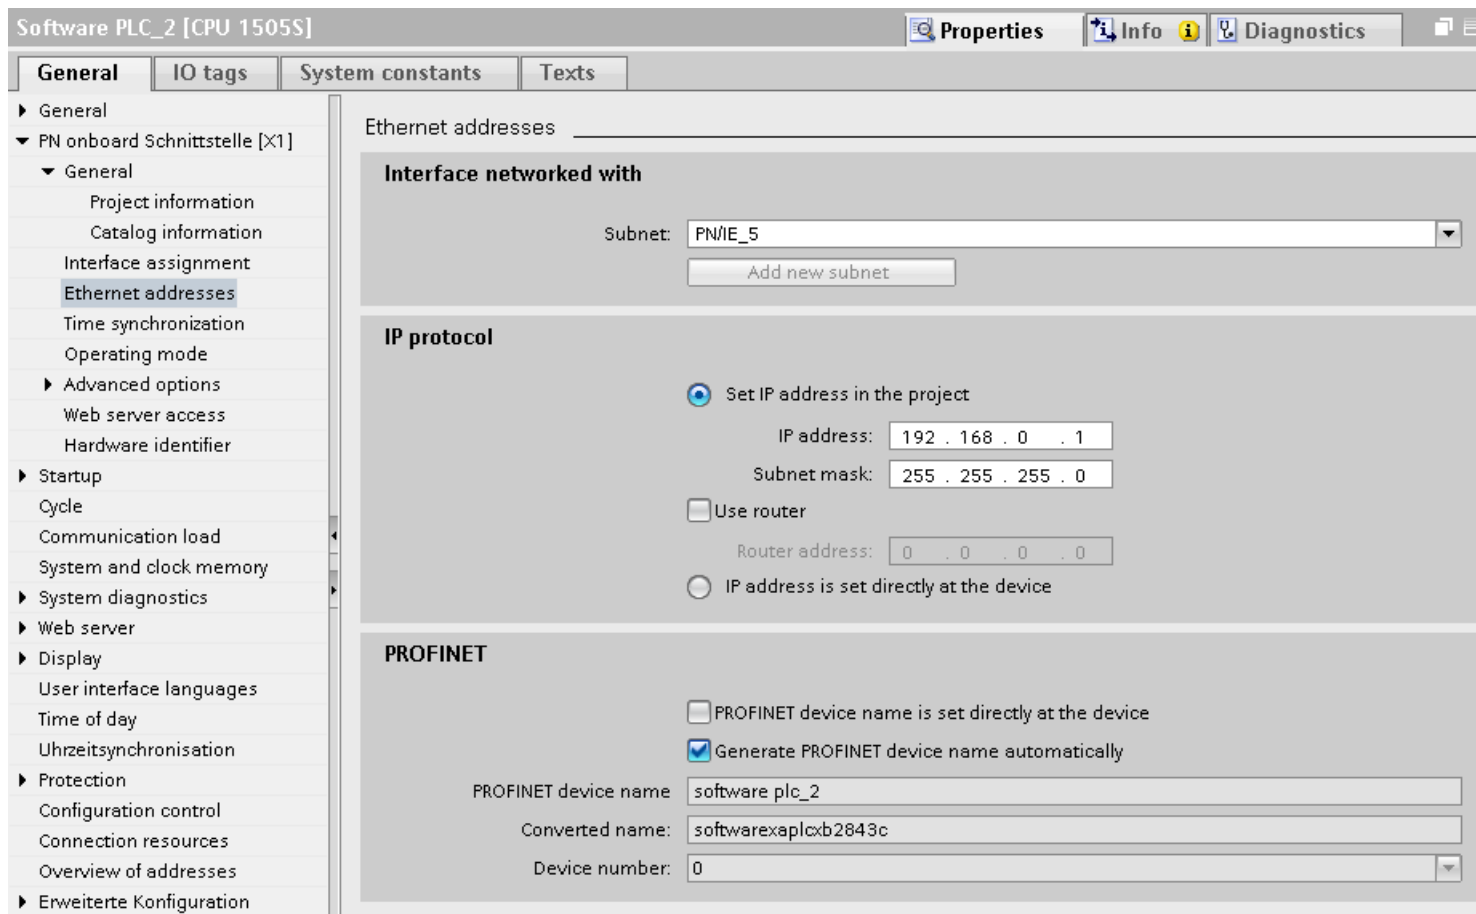 Software PLC_2 [CPU 1505S]
Properties
Info
Diagnostics
General
IO tags
System constants
Texts
General
PN onboard Schnittstelle [X1]
General
Project information
Catalog information
Interface assignment
Ethernet addresses
Time synchronization
Operating mode
Advanced options
Web server access
Hardware identifier
Startup
Cycle
Communication load
System and clock memory
System diagnostics
Web server
Display
User interface languages
Time of day
Uhrzeitsynchronisation
Protection
Configuration control
Connection resources
Overview of addresses
Erweiterte Konfiguration
Ethernet addresses
Interface networked with
Subnet: PN/IE_5
Add new subnet
IP protocol
Set IP address in the project
IP address: 192 . 168 . 0 . 1
Subnet mask: 255 . 255 . 255 . 0
Use router
Router address: 0 . 0 . 0 . 0
IP address is set directly at the device
PROFINET
PROFINET device name is set directly at the device
Generate PROFINET device name automatically
PROFINET device name software plc_2
Converted name: softwarexaplcxb2843c
Device number: 0